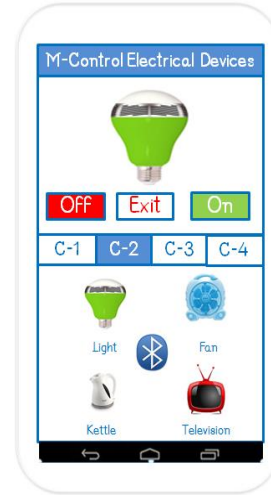 M-Control Electrical Devices
Off Exit On
C-1 C-2 C-3 C-4
Light Fan
Kettle Television